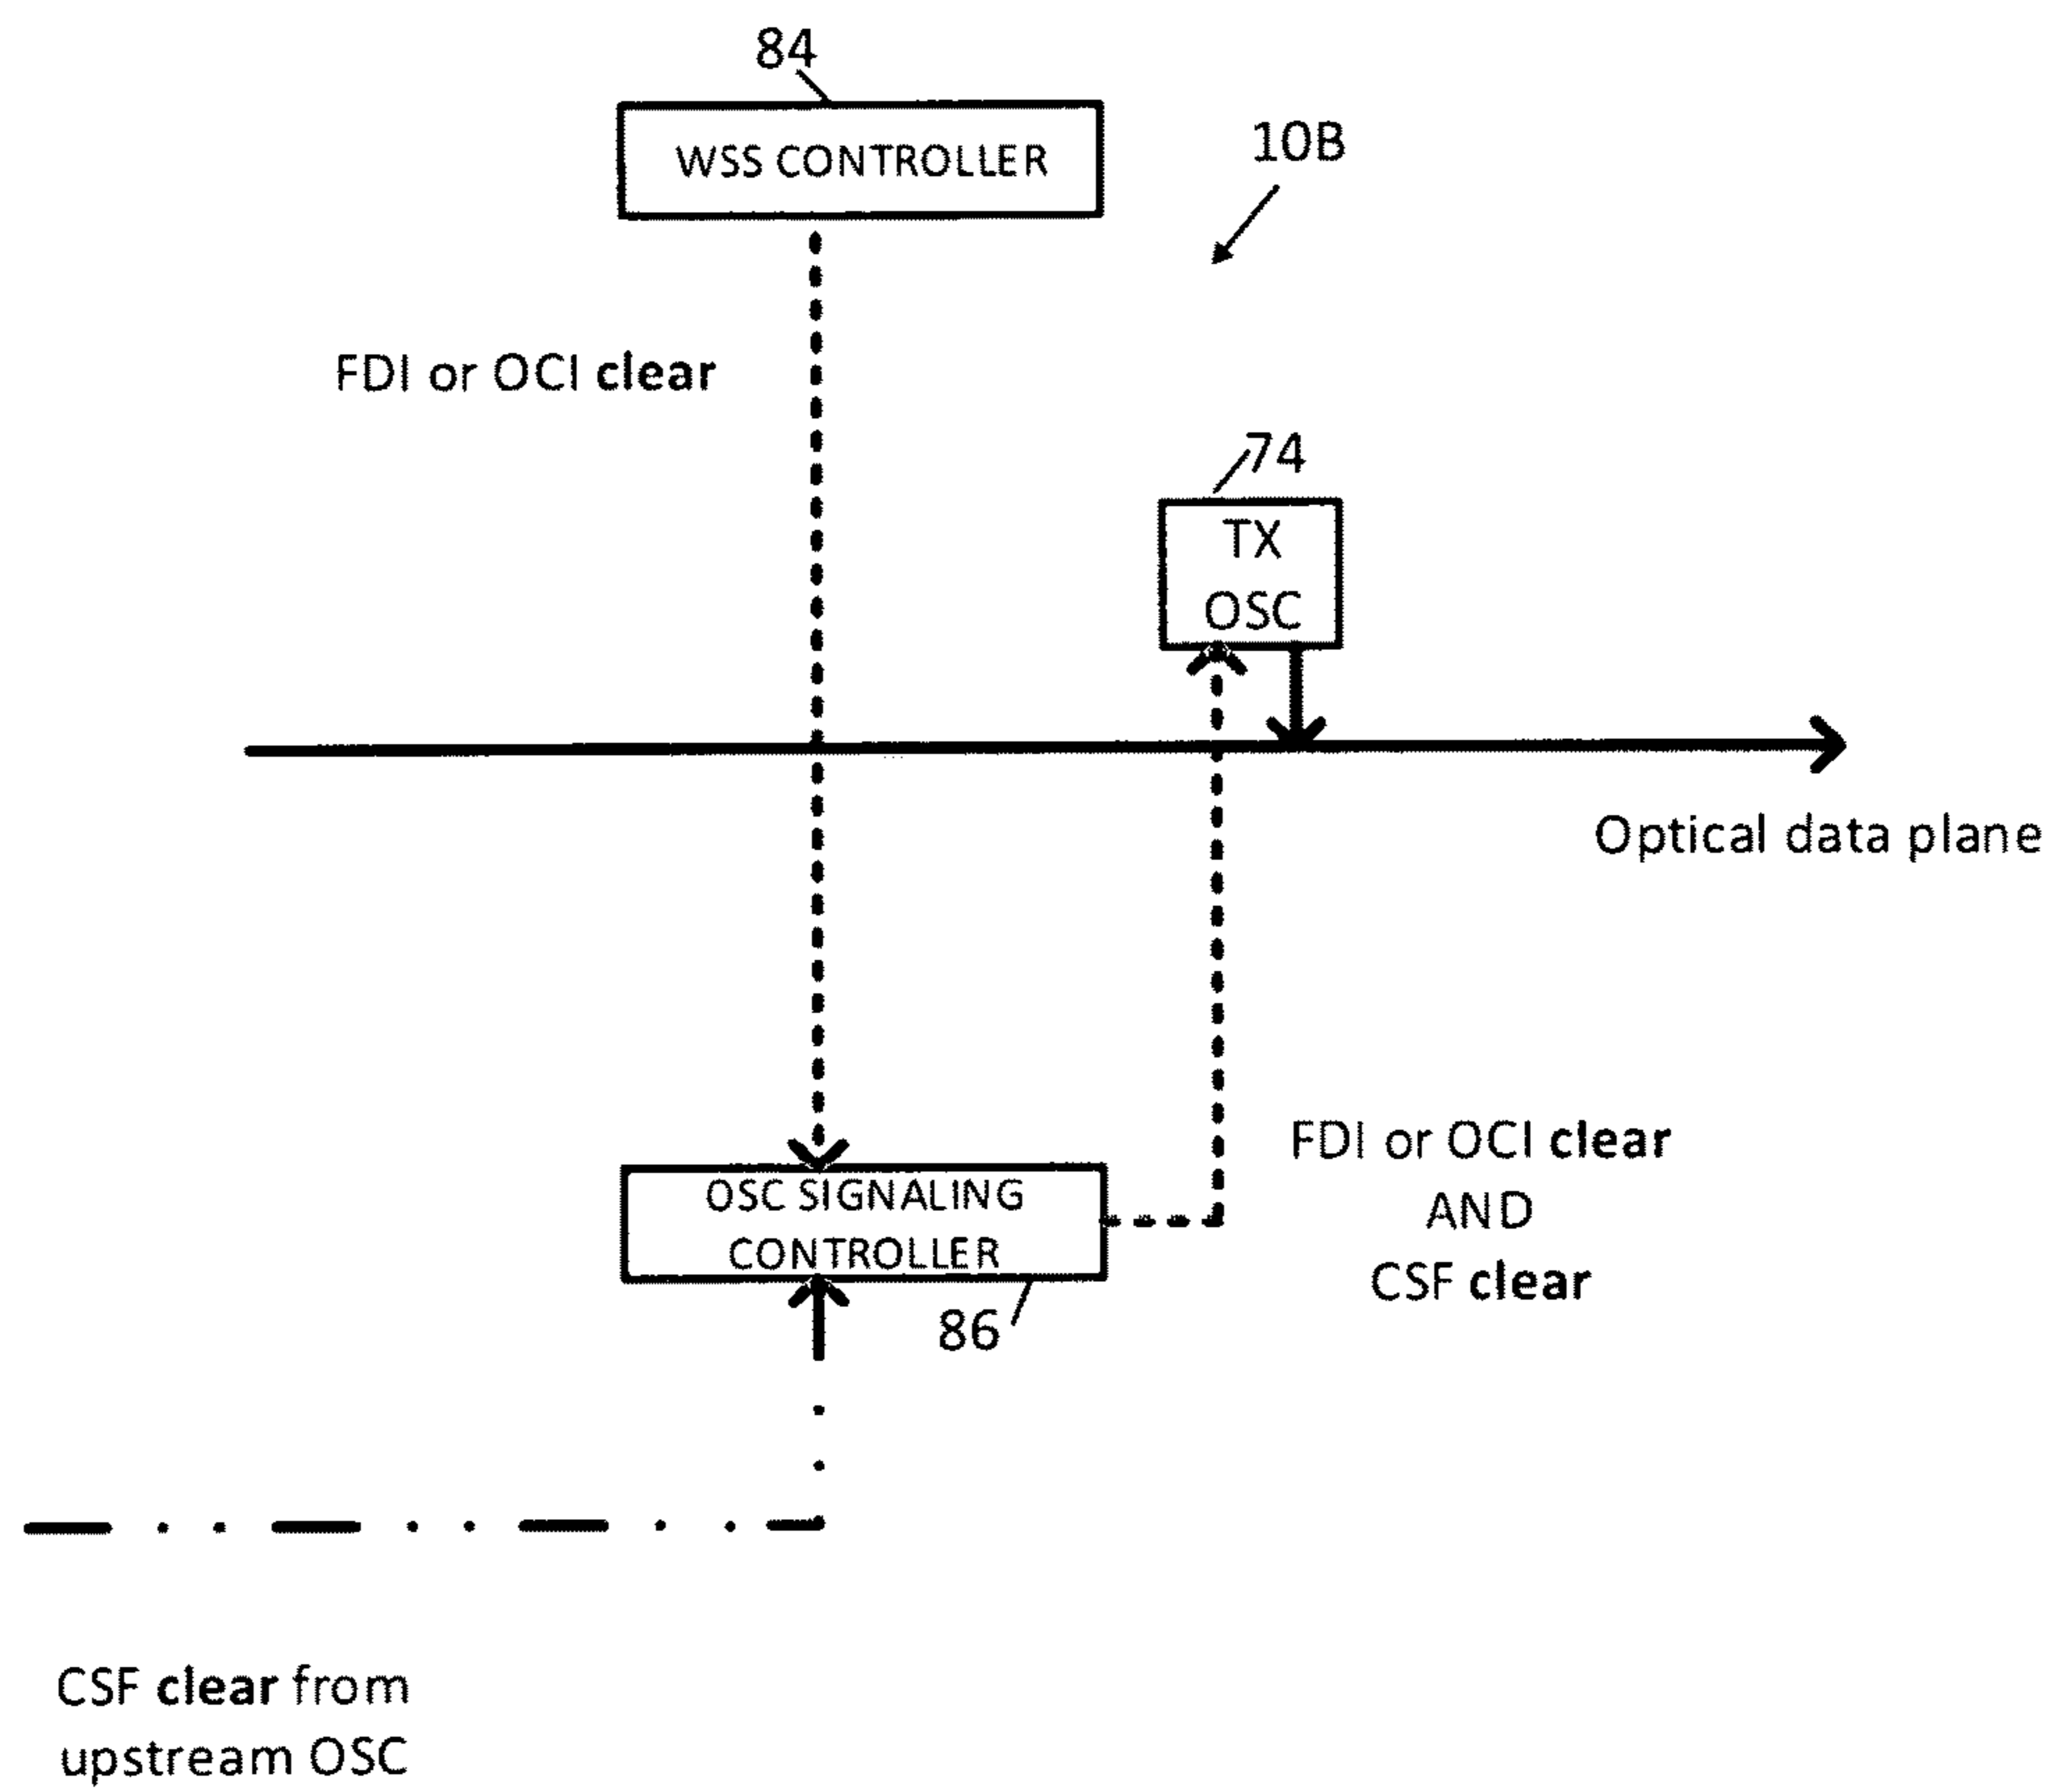 84
WSS CONTROLLER
10B
FDI or OCI clear
74
TX
OSC
Optical data plane
FDI or OCI clear
AND
CSF clear
OSC SIGNALING
CONTROLLER
86
CSF clear from
upstream OSC